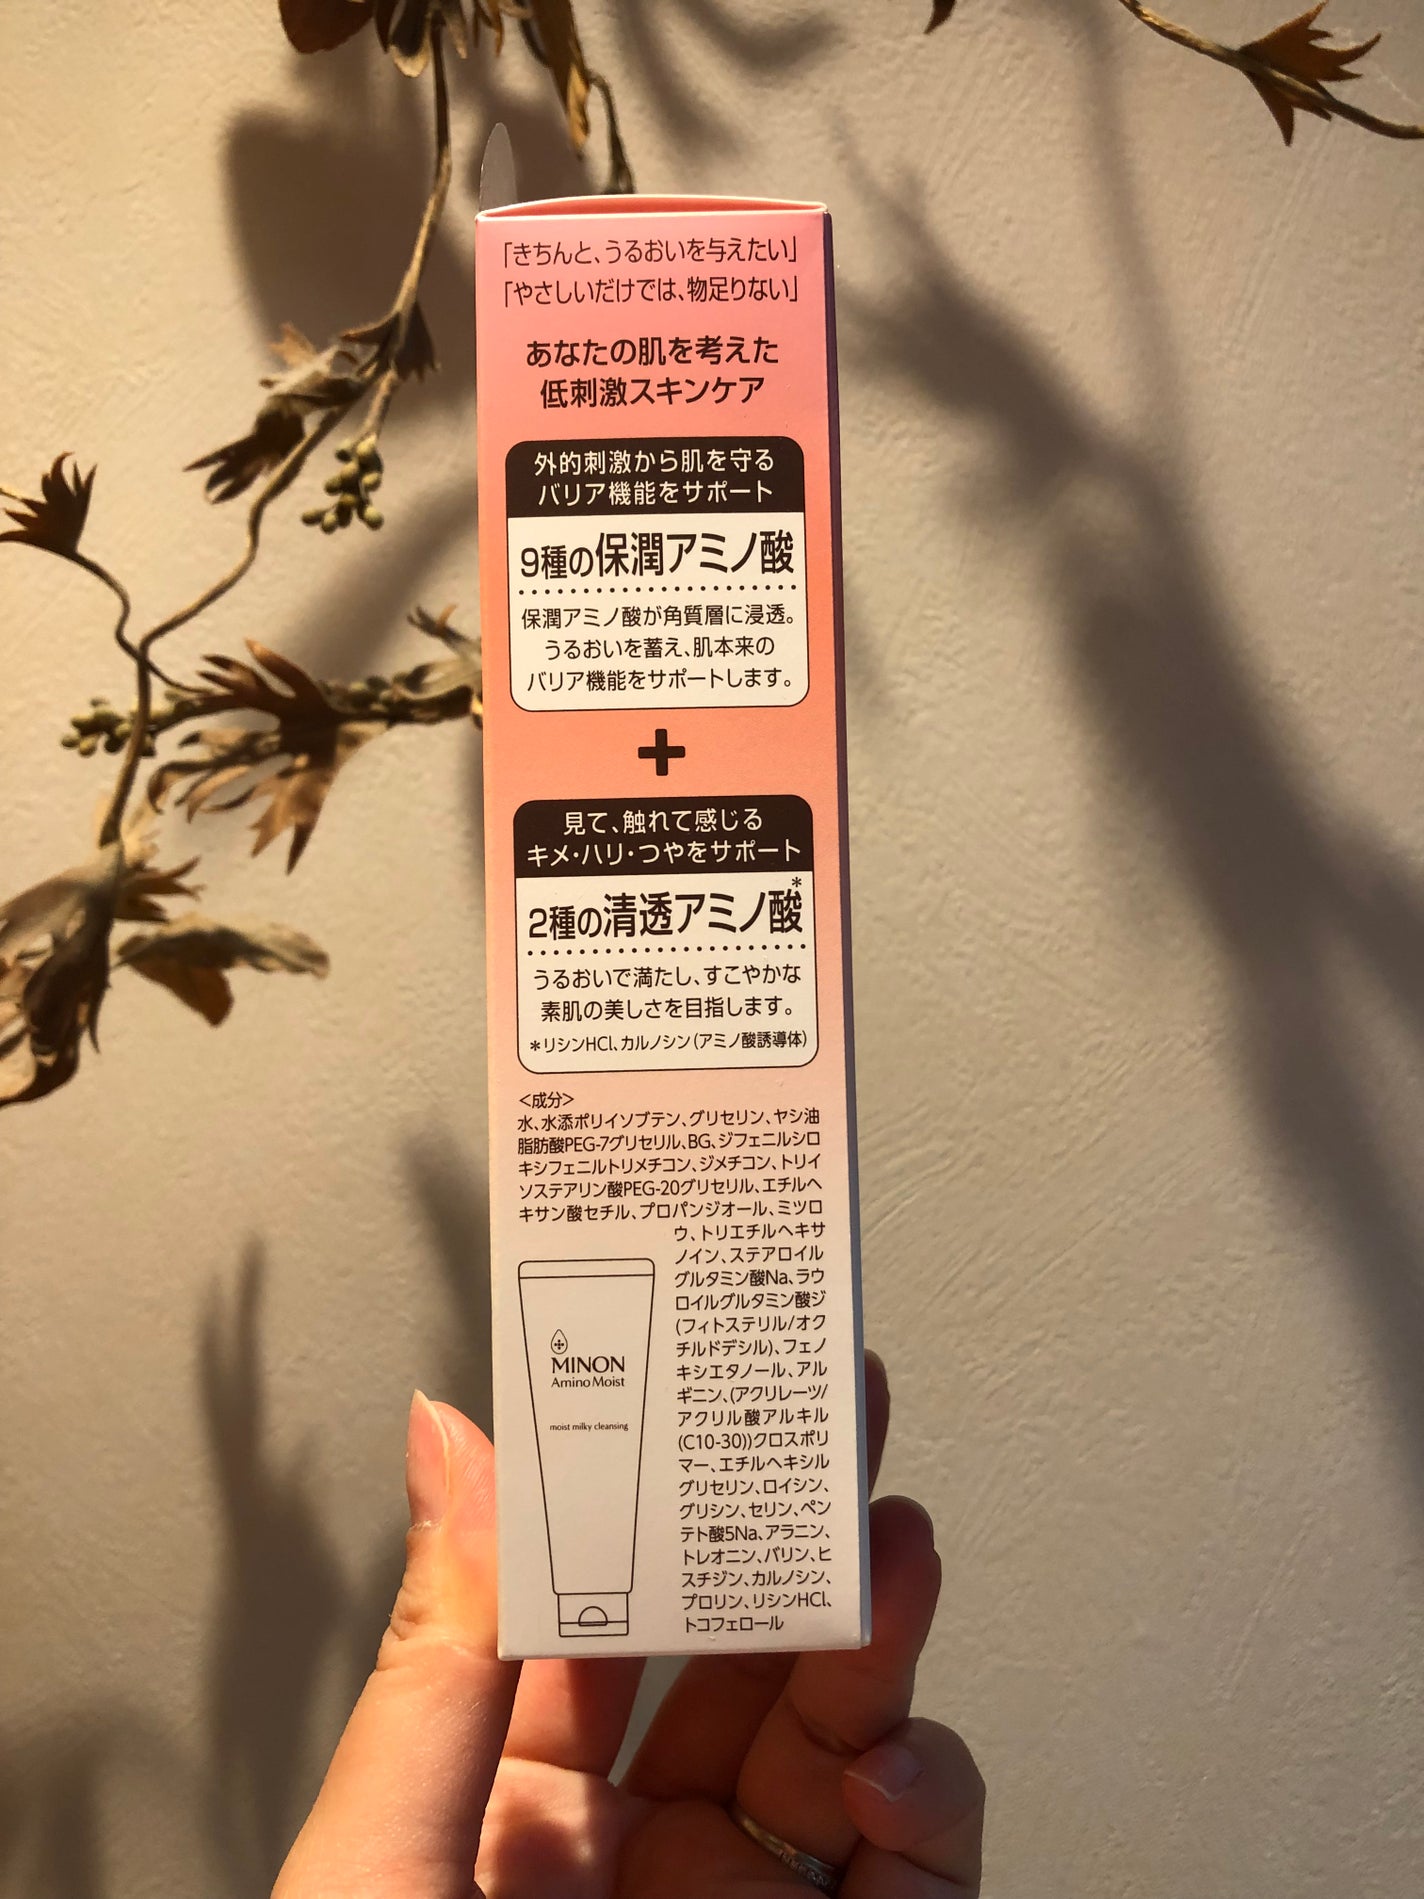 「きちんと、うるおいを与えたい」
「やさしいだけでは、物足りない」
あなたの肌を考えた
低刺激スキンケア
外的刺激から肌を守る
バリア機能をサポート
9種の保潤アミノ酸
保潤アミノ酸が角質層に浸透。
うるおいを蓄え、肌本来の
バリア機能をサポートします。
+
見て、触れて感じる
キメ・ハリ・つやをサポート
2種の清透アミノ酸*
うるおいで満たし、すこやかな
素肌の美しさを目指します。
*リシンHCl、カルノシン(アミノ酸誘導体)
<成分>
水、水添ポリイソブテン、グリセリン、ヤシ油
脂肪酸PEG-7グリセリル、BG、ジフェニルシロ
キシフェニルトリメチコン、ジメチコン、トリイ
ソステアリン酸PEG-20グリセリル、エチルヘ
キサン酸セチル、プロパンジオール、ミツロ
ウ、トリエチルヘキサ
ノイン、ステアロイル
グルタミン酸Na、ラウ
ロイルグルタミン酸ジ
(フィトステリル/オク
チルドデシル)、フェノ
キシエタノール、アル
ギニン、(アクリレーツ/
アクリル酸アルキル
(C10-30))クロスポリ
マー、エチルヘキシル
グリセリン、ロイシン、
グリシン、セリン、ペン
テト酸5Na、アラニン、
トレオニン、バリン、ヒ
スチジン、カルノシン、
プロリン、リシンHCl、
トコフェロール
MINON
Amino Moist
moist milky cleansing